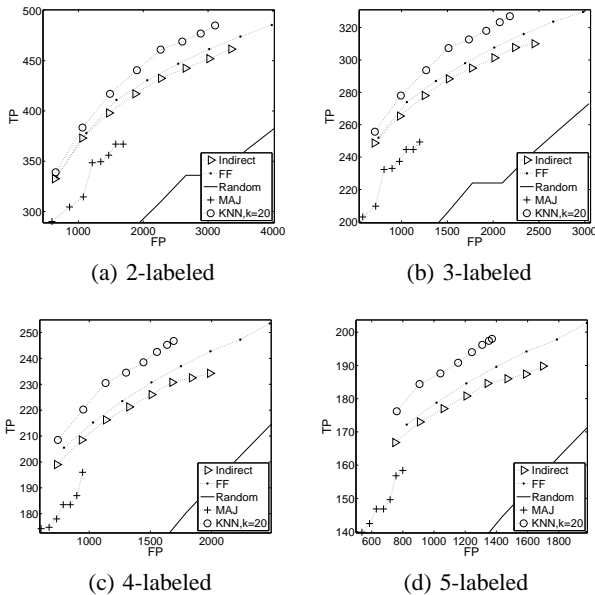 500
450
400
350
300
TP
1000
2000
3000
4000
FP
Indirect
FF
Random
MAJ
KNN,k=20
(a) 2-labeled
320
300
280
260
240
220
200
TP
1000
1500
2000
2500
3000
FP
Indirect
FF
Random
MAJ
KNN,k=20
(b) 3-labeled
250
240
230
220
210
200
190
180
TP
1000
1500
2000
FP
Indirect
FF
Random
MAJ
KNN,k=20
(c) 4-labeled
200
190
180
170
160
150
140
TP
600
800
1000
1200
1400
1600
1800
FP
Indirect
FF
Random
MAJ
KNN,k=20
(d) 5-labeled